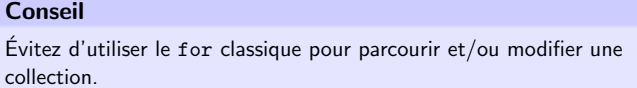 Conseil
Évitez d'utiliser le for classique pour parcourir et/ou modifier une
collection.